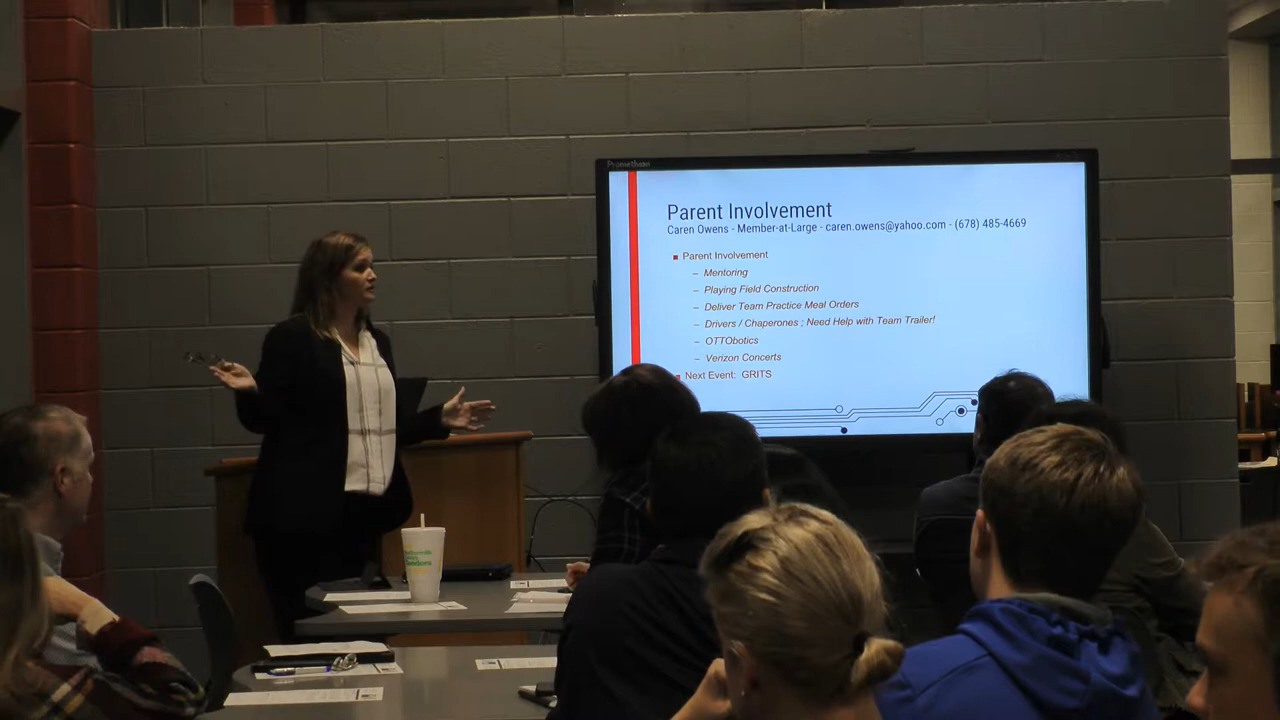 Promethean
Parent Involvement
Caren Owens - Member-at-Large - caren.owens@yahoo.com - (678) 485-4669
■ Parent Involvement
– Mentoring
– Playing Field Construction
– Deliver Team Practice Meal Orders
– Drivers / Chaperones ; Need Help with Team Trailer!
– OTTObotics
– Verizon Concerts
■ Next Event: GRITS